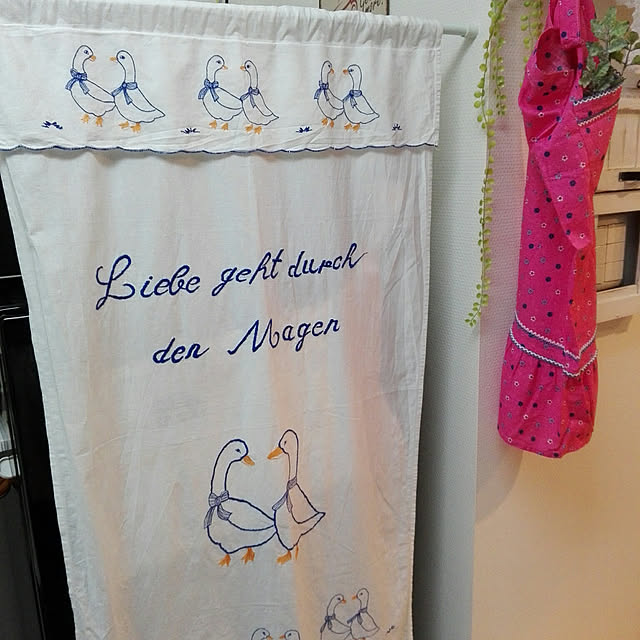 Liebe geht durch
den Magen